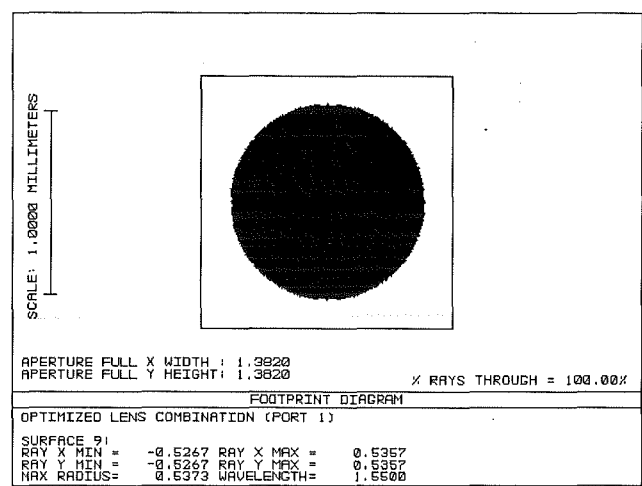 SCALE: 1.0000 MILLIMETERS
APERTURE FULL X WIDTH : 1.3820
APERTURE FULL Y HEIGHT: 1.3820
% RAYS THROUGH = 100.00%
FOOTPRINT DIAGRAM
OPTIMIZED LENS COMBINATION (PORT 1)
SURFACE 9:
RAY X MIN = -0.5267 RAY X MAX = 0.5357
RAY Y MIN = -0.5267 RAY Y MAX = 0.5357
MAX RADIUS= 0.5373 WAVELENGTH= 1.5500